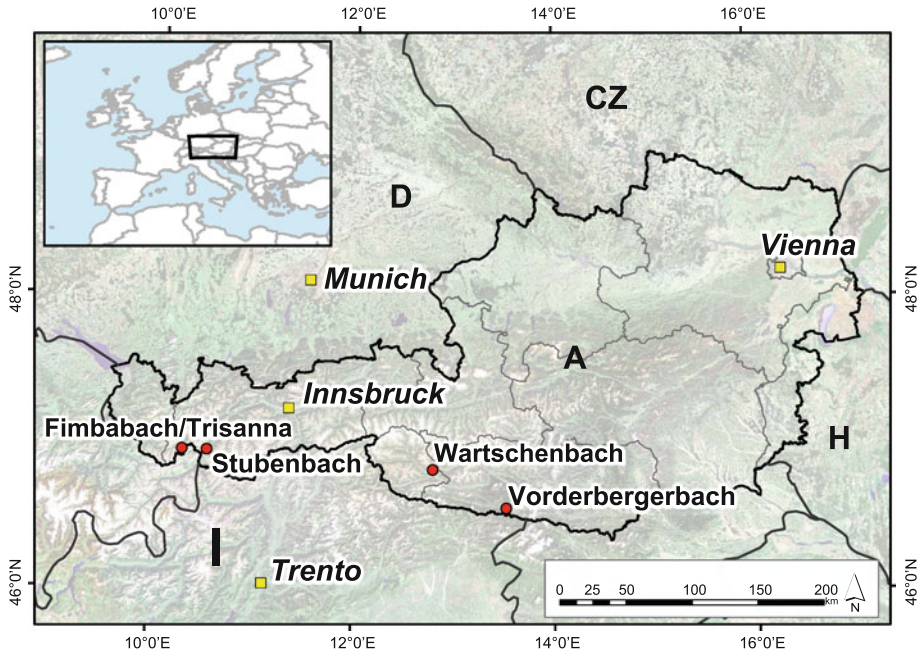 10°0'E 12°0'E 14°0'E 16°0'E
CZ
D
Vienna
48°0'N
Munich
48°0'N
A
Innsbruck
Fimbabach/Trisanna
H
Wartschenbach
Stubenbach
Vorderbergerbach
I
Trento
46°0'N
0 25 50 100 150 200
km
N
46°0'N
10°0'E 12°0'E 14°0'E 16°0'E